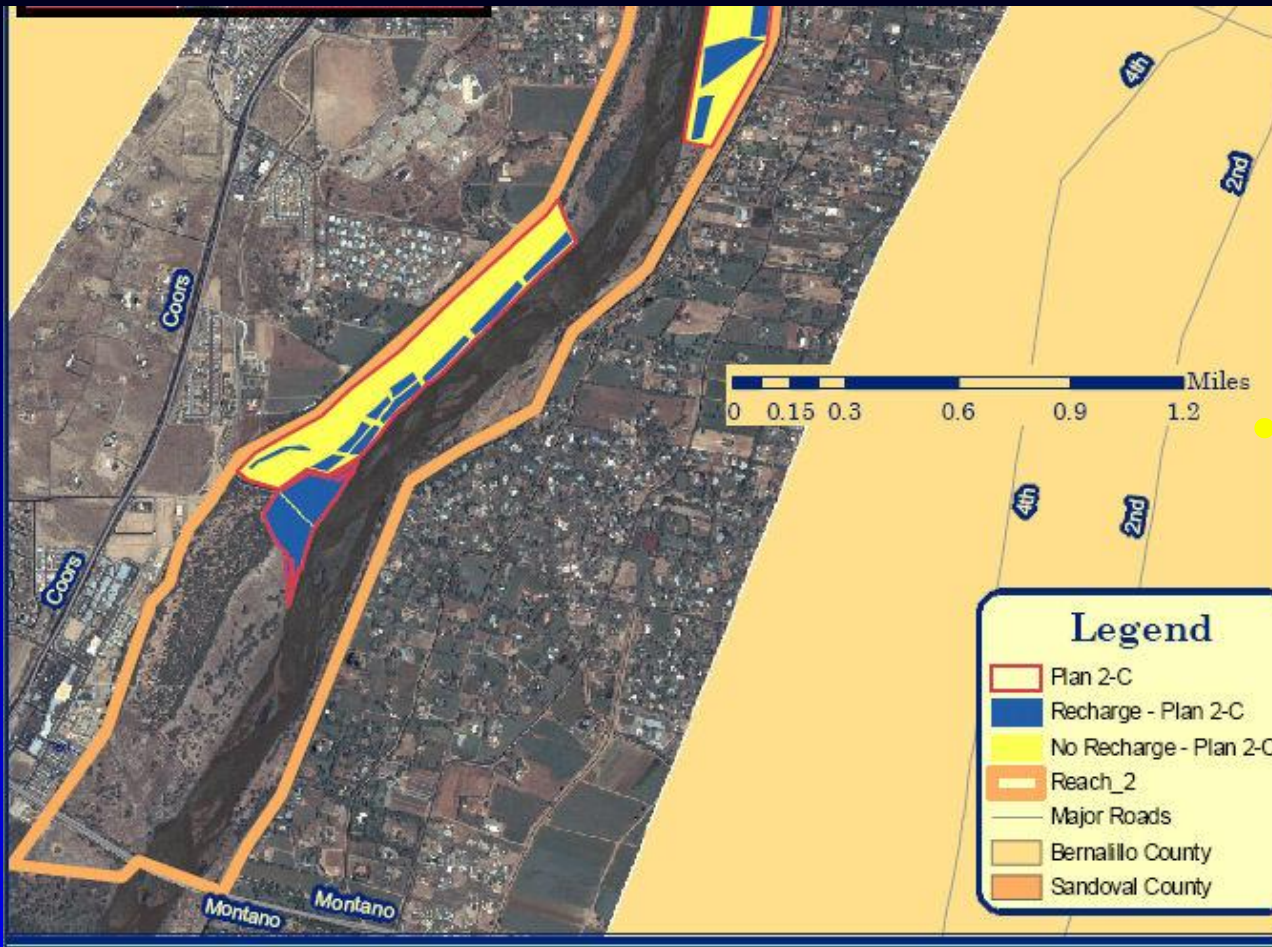 4th
2nd
Coors
Miles
0 0.15 0.3 0.6 0.9 1.2
4th
2nd
Coors
Legend
Plan 2-C
Recharge - Plan 2-C
No Recharge - Plan 2-C
Reach_2
Major Roads
Bernalillo County
Sandoval County
Montano
Montano